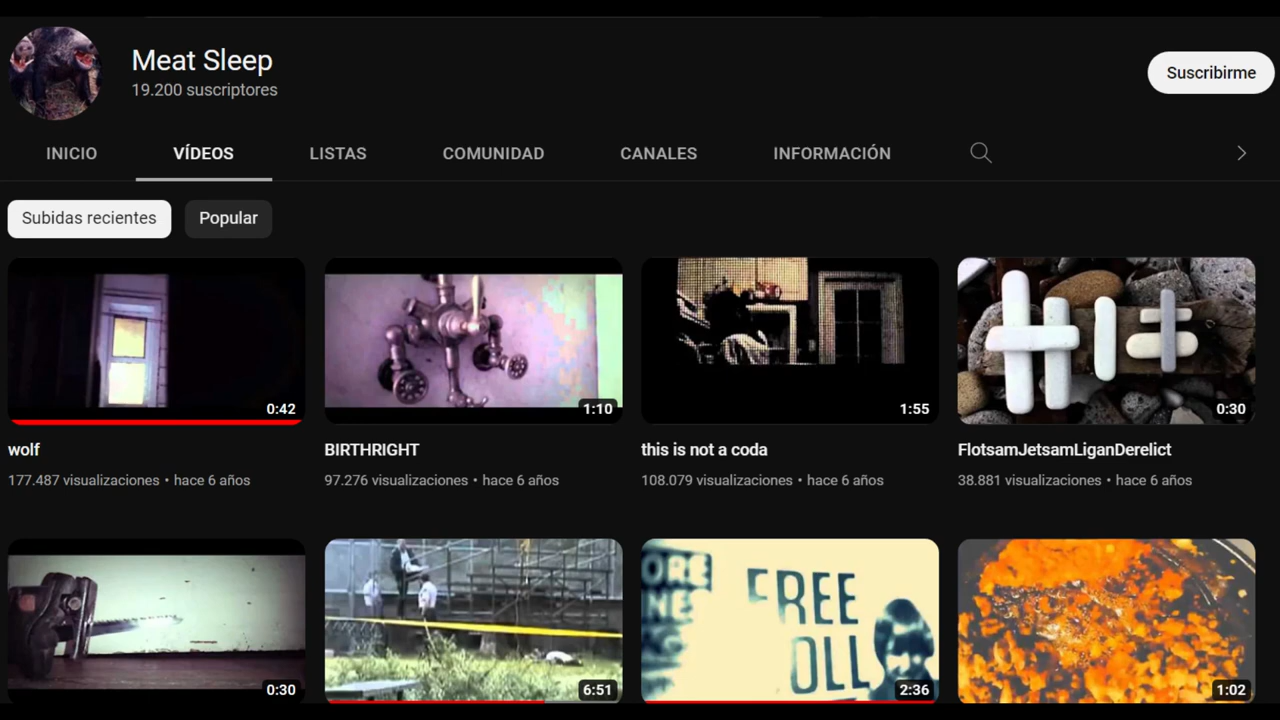 Meat Sleep
19.200 suscriptores
Suscribirme
INICIO VÍDEOS LISTAS COMUNIDAD CANALES INFORMACIÓN
Subidas recientes Popular
0:42 1:10 1:55 0:30
wolf BIRTHRIGHT this is not a coda FlotsamJetsamLiganDerelict
177.487 visualizaciones • hace 6 años 97.276 visualizaciones • hace 6 años 108.079 visualizaciones • hace 6 años 38.881 visualizaciones • hace 6 años
FREE
OLL
0:30 6:51 2:36 1:02